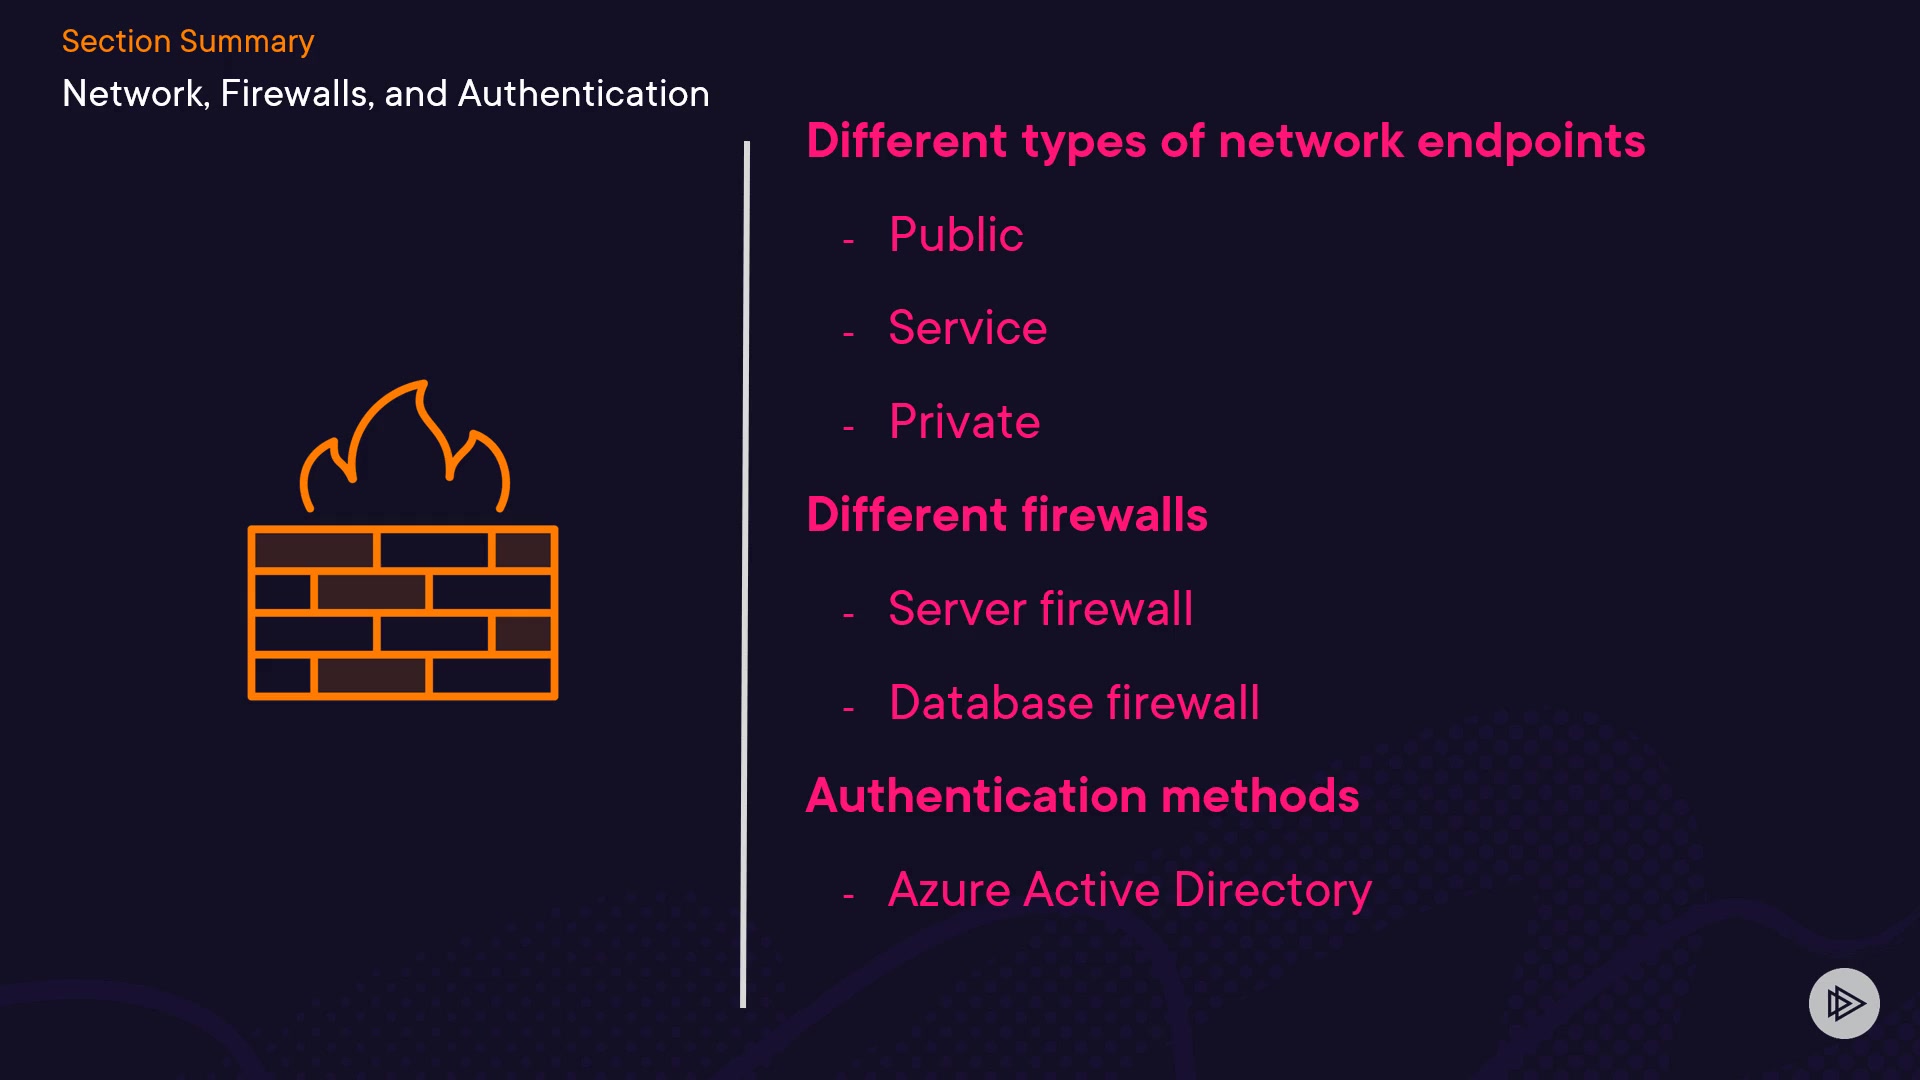 Section Summary
Network, Firewalls, and Authentication
Different types of network endpoints
- Public
- Service
- Private
Different firewalls
- Server firewall
- Database firewall
Authentication methods
- Azure Active Directory